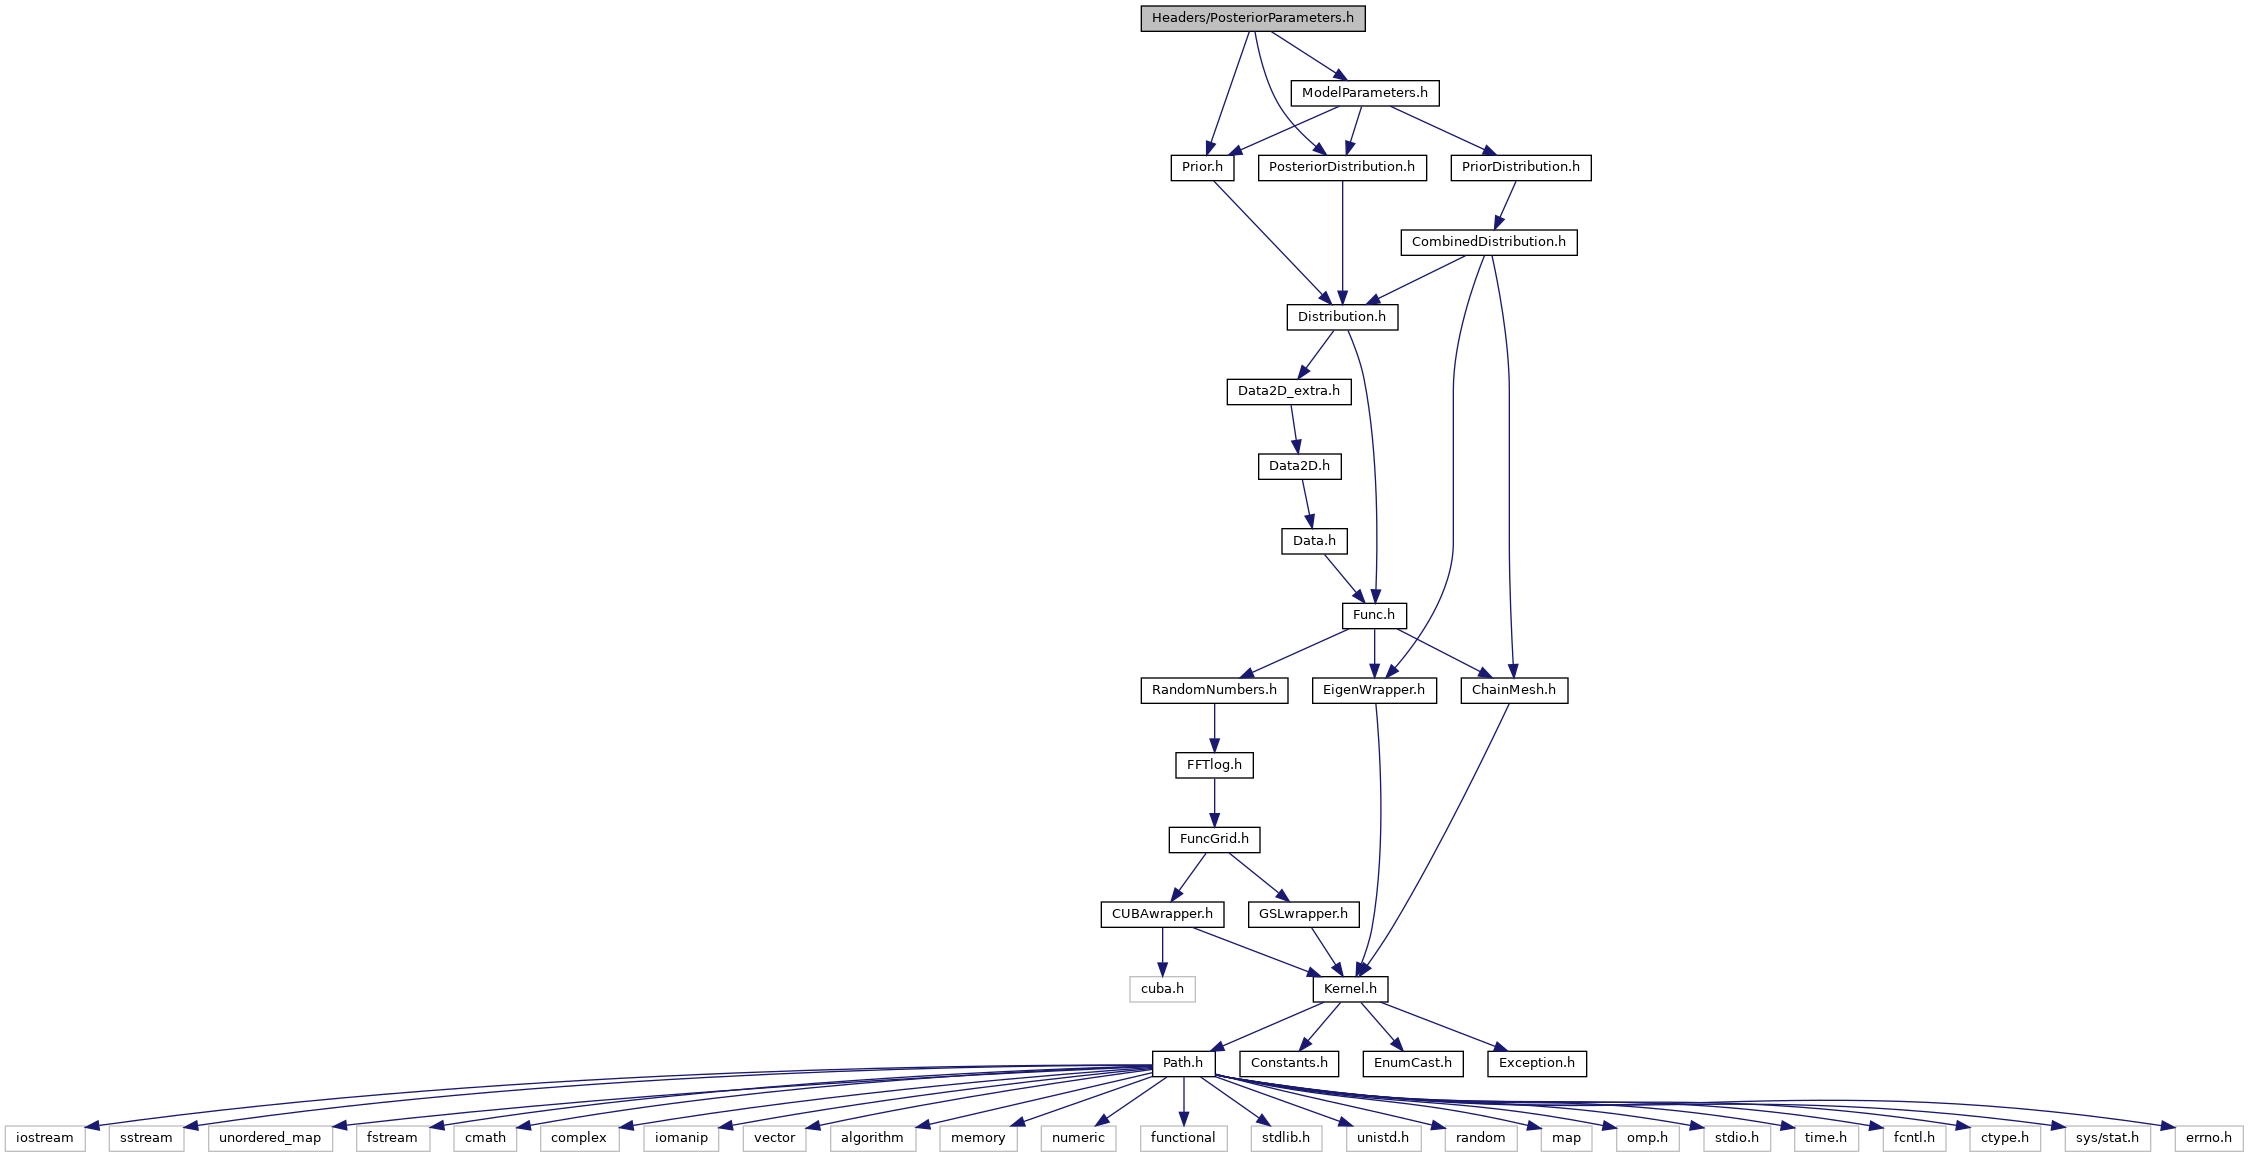 Headers/PosteriorParameters.h
ModelParameters.h
Prior.h
PosteriorDistribution.h
PriorDistribution.h
CombinedDistribution.h
Distribution.h
Data2D_extra.h
Data2D.h
Data.h
Func.h
RandomNumbers.h
EigenWrapper.h
ChainMesh.h
FFTlog.h
FuncGrid.h
CUBAwrapper.h
GSLwrapper.h
cuba.h
Kernel.h
Path.h
Constants.h
EnumCast.h
Exception.h
iostream
sstream
unordered_map
fstream
cmath
complex
iomanip
vector
algorithm
memory
numeric
functional
stdlib.h
unistd.h
random
map
omp.h
stdio.h
time.h
fcntl.h
ctype.h
sys/stat.h
errno.h